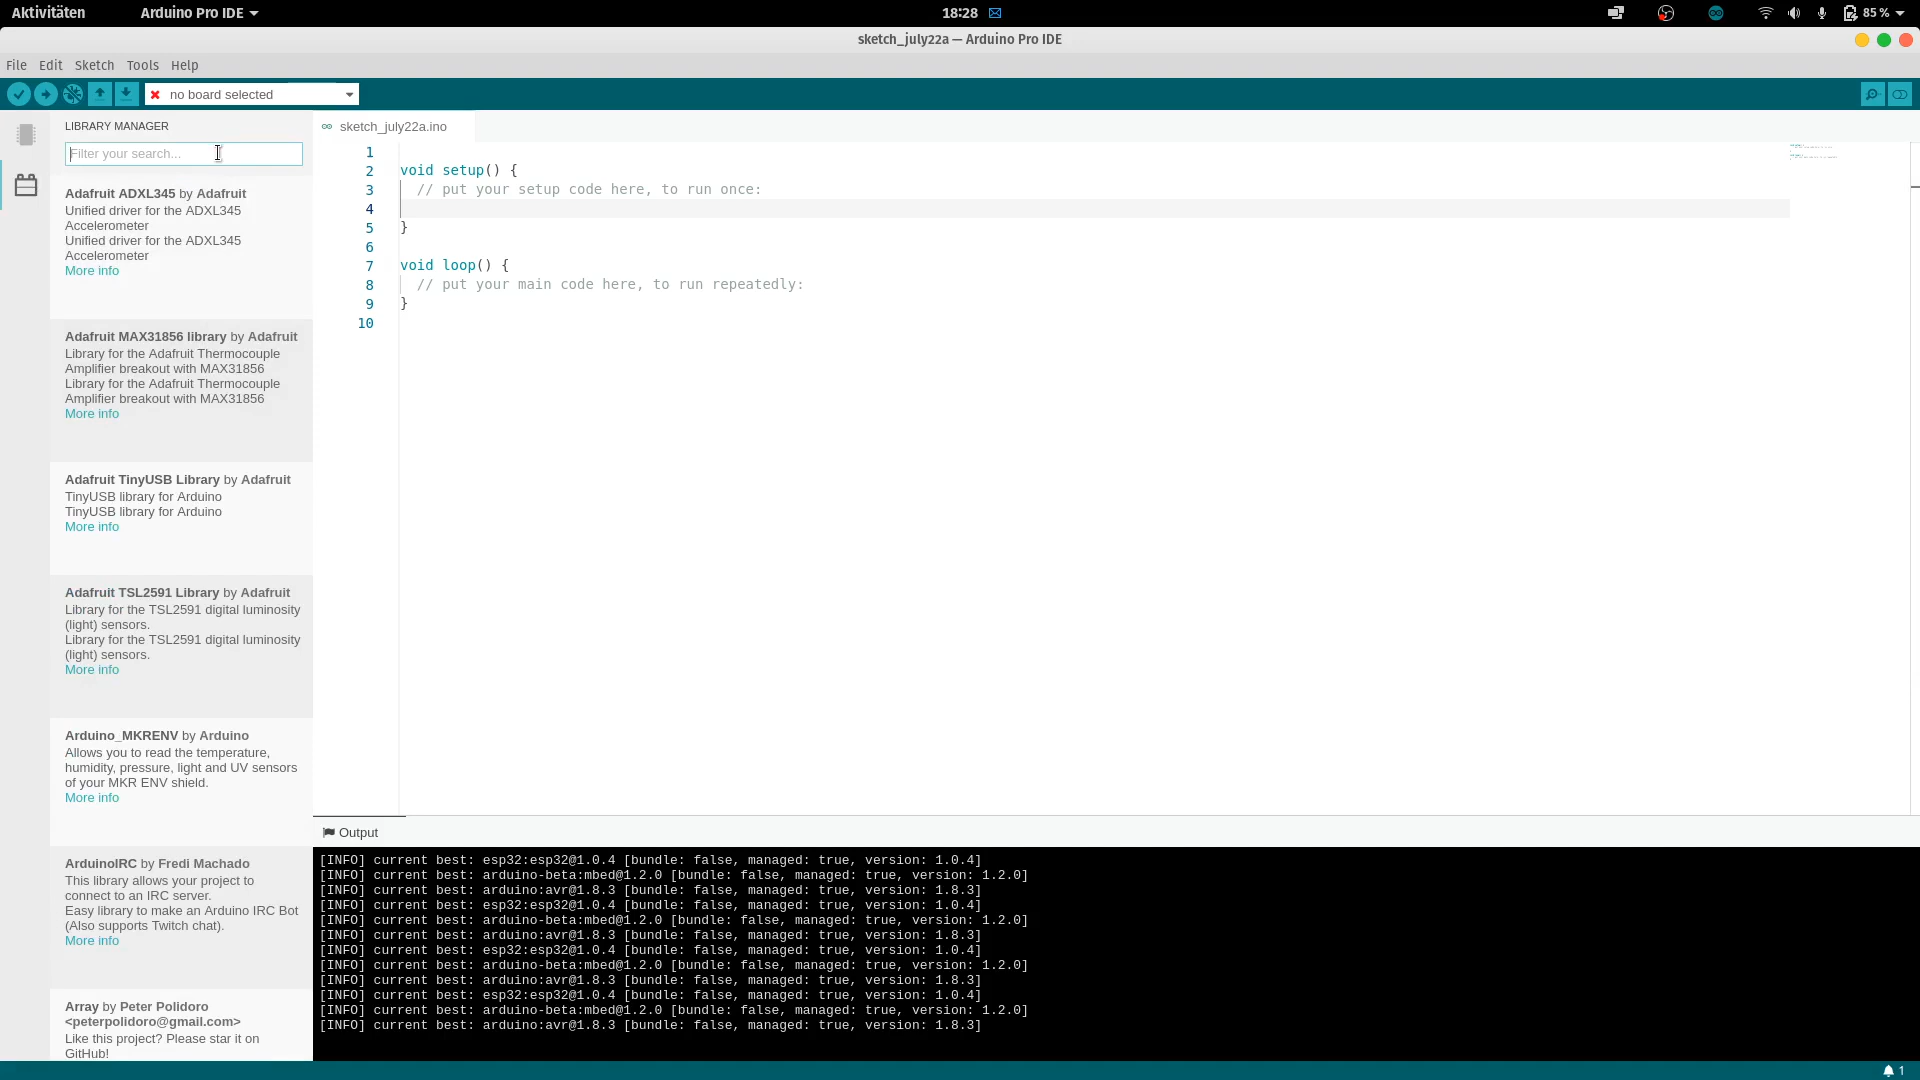 Aktivitäten
Arduino Pro IDE
18:28
85 %
sketch_july22a — Arduino Pro IDE
File Edit Sketch Tools Help
no board selected
LIBRARY MANAGER
Filter your search...
Adafruit ADXL345 by Adafruit
Unified driver for the ADXL345
Accelerometer
Unified driver for the ADXL345
Accelerometer
More info
Adafruit MAX31856 library by Adafruit
Library for the Adafruit Thermocouple
Amplifier breakout with MAX31856
Library for the Adafruit Thermocouple
Amplifier breakout with MAX31856
More info
Adafruit TinyUSB Library by Adafruit
TinyUSB library for Arduino
TinyUSB library for Arduino
More info
Adafruit TSL2591 Library by Adafruit
Library for the TSL2591 digital luminosity
(light) sensors.
Library for the TSL2591 digital luminosity
(light) sensors.
More info
Arduino_MKRENV by Arduino
Allows you to read the temperature,
humidity, pressure, light and UV sensors
of your MKR ENV shield.
More info
ArduinoIRC by Fredi Machado
This library allows your project to
connect to an IRC server.
Easy library to make an Arduino IRC Bot
(Also supports Twitch chat).
More info
Array by Peter Polidoro
<peterpolidoro@gmail.com>
Like this project? Please star it on
GitHub!
sketch_july22a.ino
1
2 void setup() {
3 // put your setup code here, to run once:
4
5 }
6
7 void loop() {
8 // put your main code here, to run repeatedly:
9 }
10
Output
[INFO] current best: esp32:esp32@1.0.4 [bundle: false, managed: true, version: 1.0.4]
[INFO] current best: arduino-beta:mbed@1.2.0 [bundle: false, managed: true, version: 1.2.0]
[INFO] current best: arduino:avr@1.8.3 [bundle: false, managed: true, version: 1.8.3]
[INFO] current best: esp32:esp32@1.0.4 [bundle: false, managed: true, version: 1.0.4]
[INFO] current best: arduino-beta:mbed@1.2.0 [bundle: false, managed: true, version: 1.2.0]
[INFO] current best: arduino:avr@1.8.3 [bundle: false, managed: true, version: 1.8.3]
[INFO] current best: esp32:esp32@1.0.4 [bundle: false, managed: true, version: 1.0.4]
[INFO] current best: arduino-beta:mbed@1.2.0 [bundle: false, managed: true, version: 1.2.0]
[INFO] current best: arduino:avr@1.8.3 [bundle: false, managed: true, version: 1.8.3]
[INFO] current best: esp32:esp32@1.0.4 [bundle: false, managed: true, version: 1.0.4]
[INFO] current best: arduino-beta:mbed@1.2.0 [bundle: false, managed: true, version: 1.2.0]
[INFO] current best: arduino:avr@1.8.3 [bundle: false, managed: true, version: 1.8.3]
1